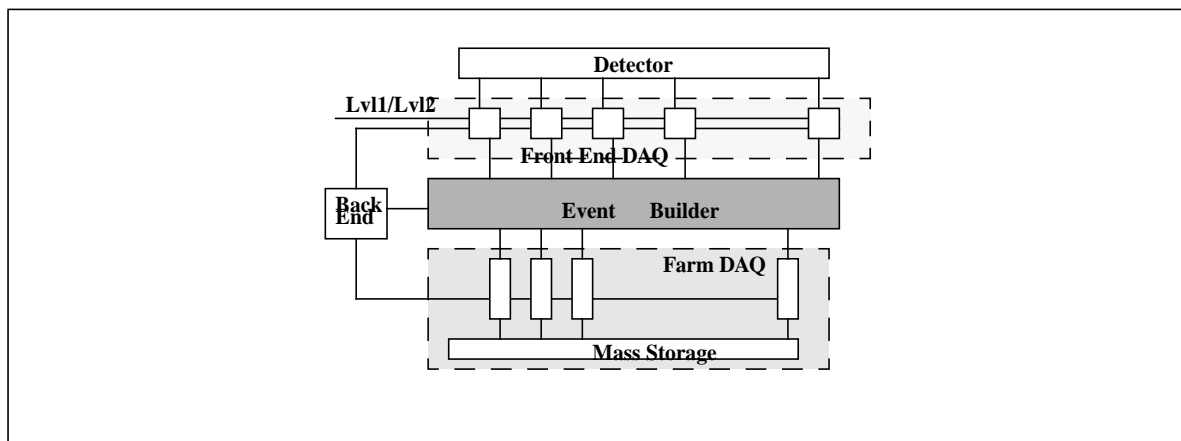 Detector
Lvl1/Lvl2
Front End DAQ
Back
End
Event Builder
Farm DAQ
Mass Storage